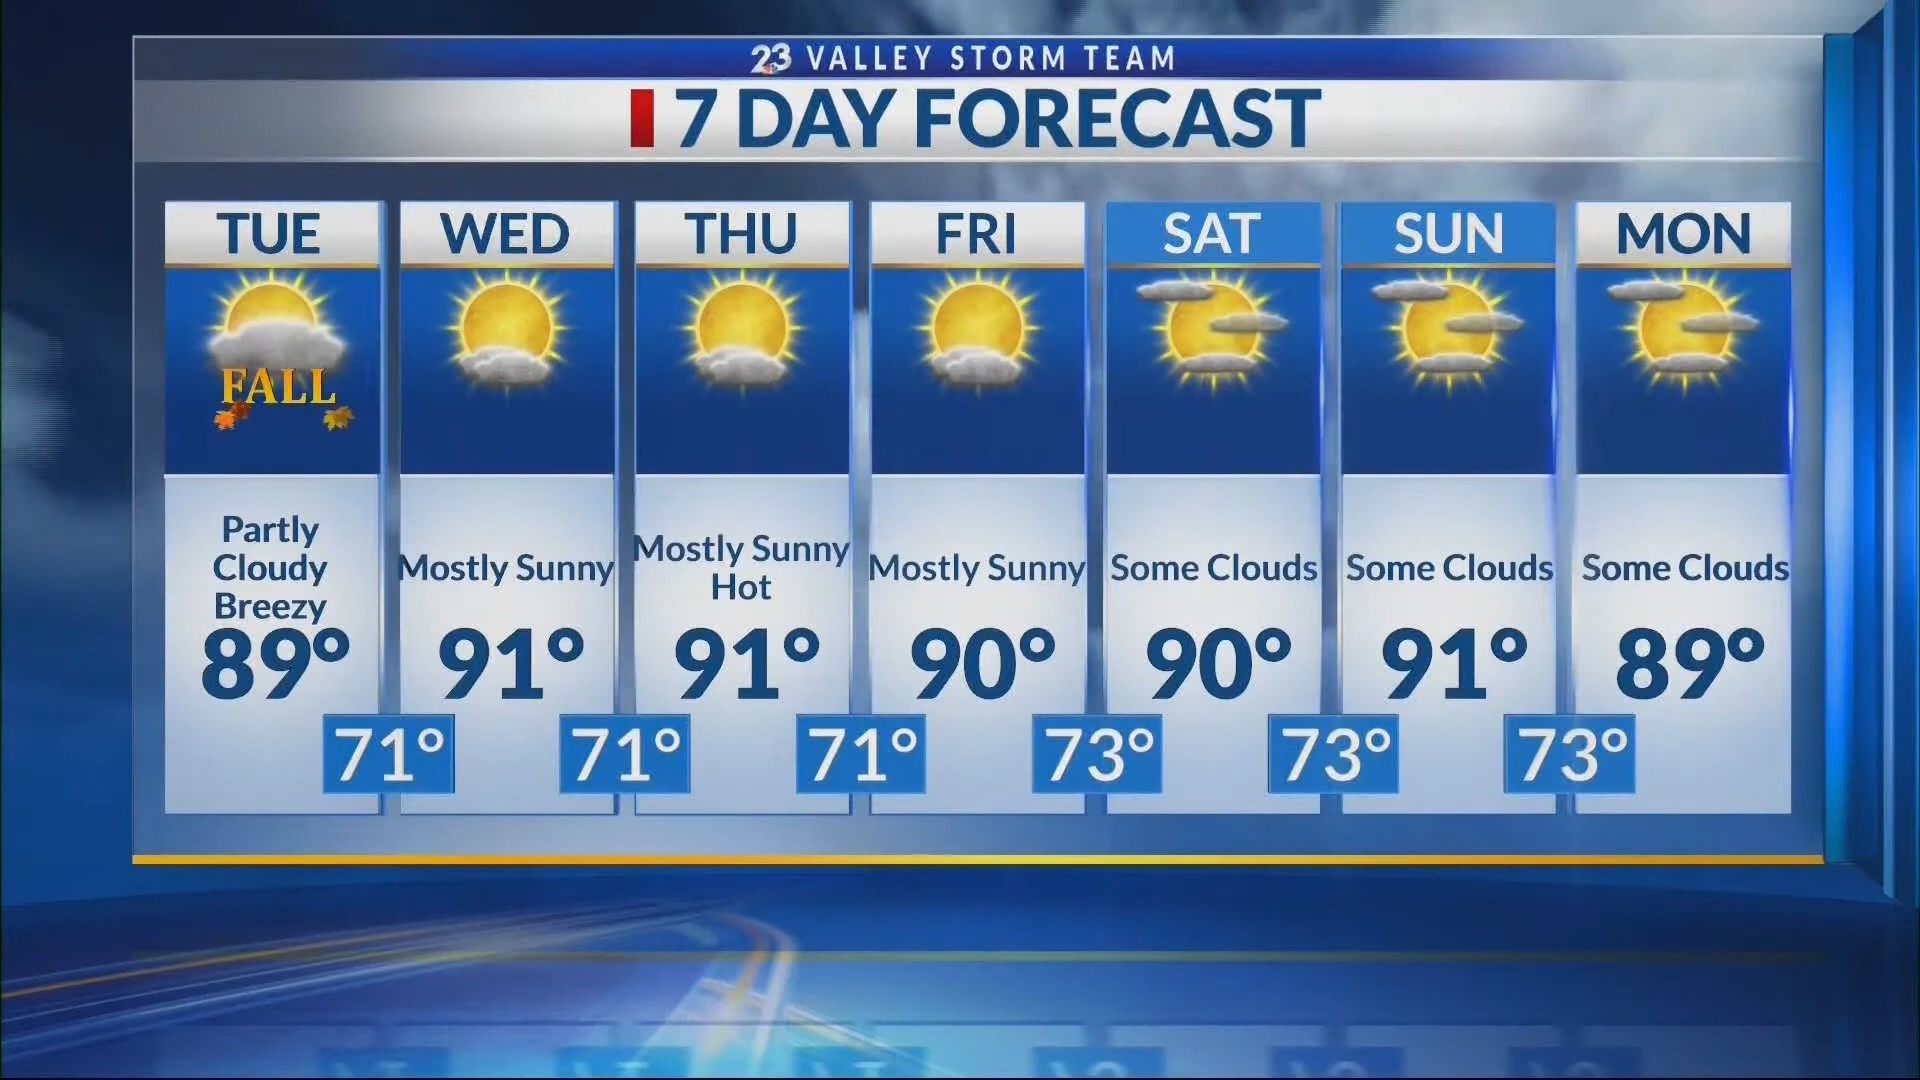 23 VALLEY STORM TEAM
7 DAY FORECAST
TUE
FALL
Partly
Cloudy
Breezy
89°
71°
WED
Mostly Sunny
91°
71°
THU
Mostly Sunny
Hot
91°
71°
FRI
Mostly Sunny
90°
73°
SAT
Some Clouds
90°
73°
SUN
Some Clouds
91°
73°
MON
Some Clouds
89°